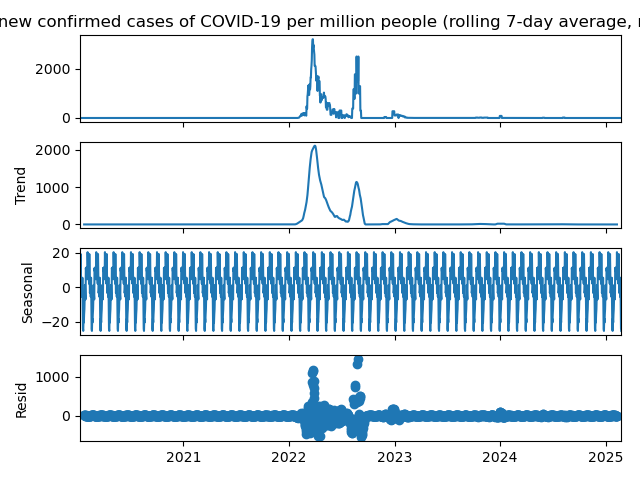 new confirmed cases of COVID-19 per million people (rolling 7-day average,
2000
0
Trend
2000
1000
0
Seasonal
20
0
−20
Resid
1000
0
2021 2022 2023 2024 2025